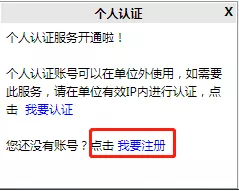 个人认证 X
个人认证服务开通啦！
个人认证账号可以在单位外使用，如需要
此服务，请在单位有效IP内进行认证，点
击 我要认证
您还没有账号？点击 我要注册